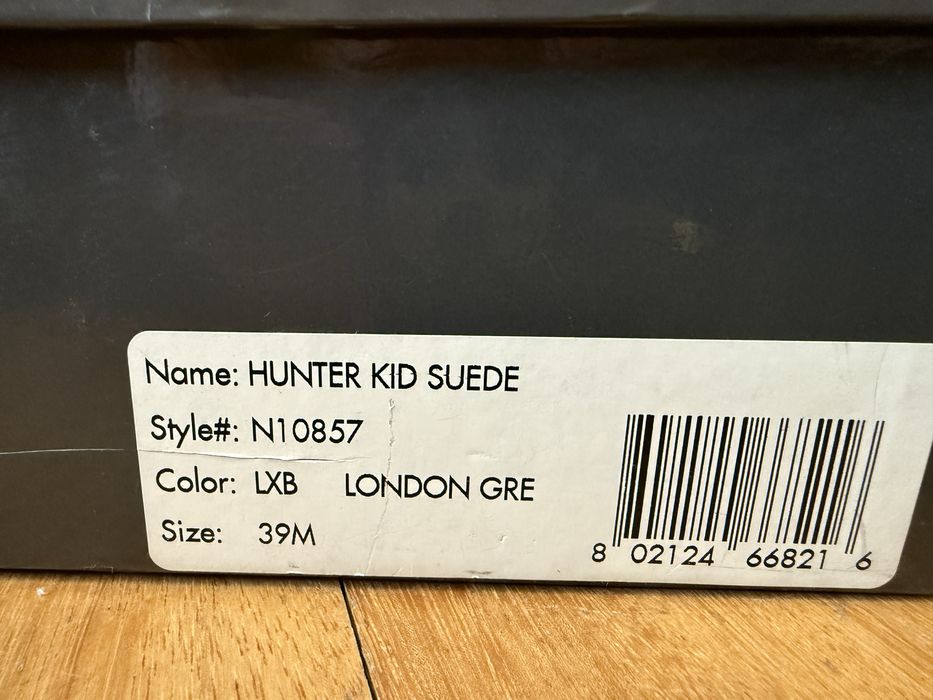 Name: HUNTER KID SUEDE
Style#: N10857
Color: LXB LONDON GRE
Size: 39M
8 02124 66821 6